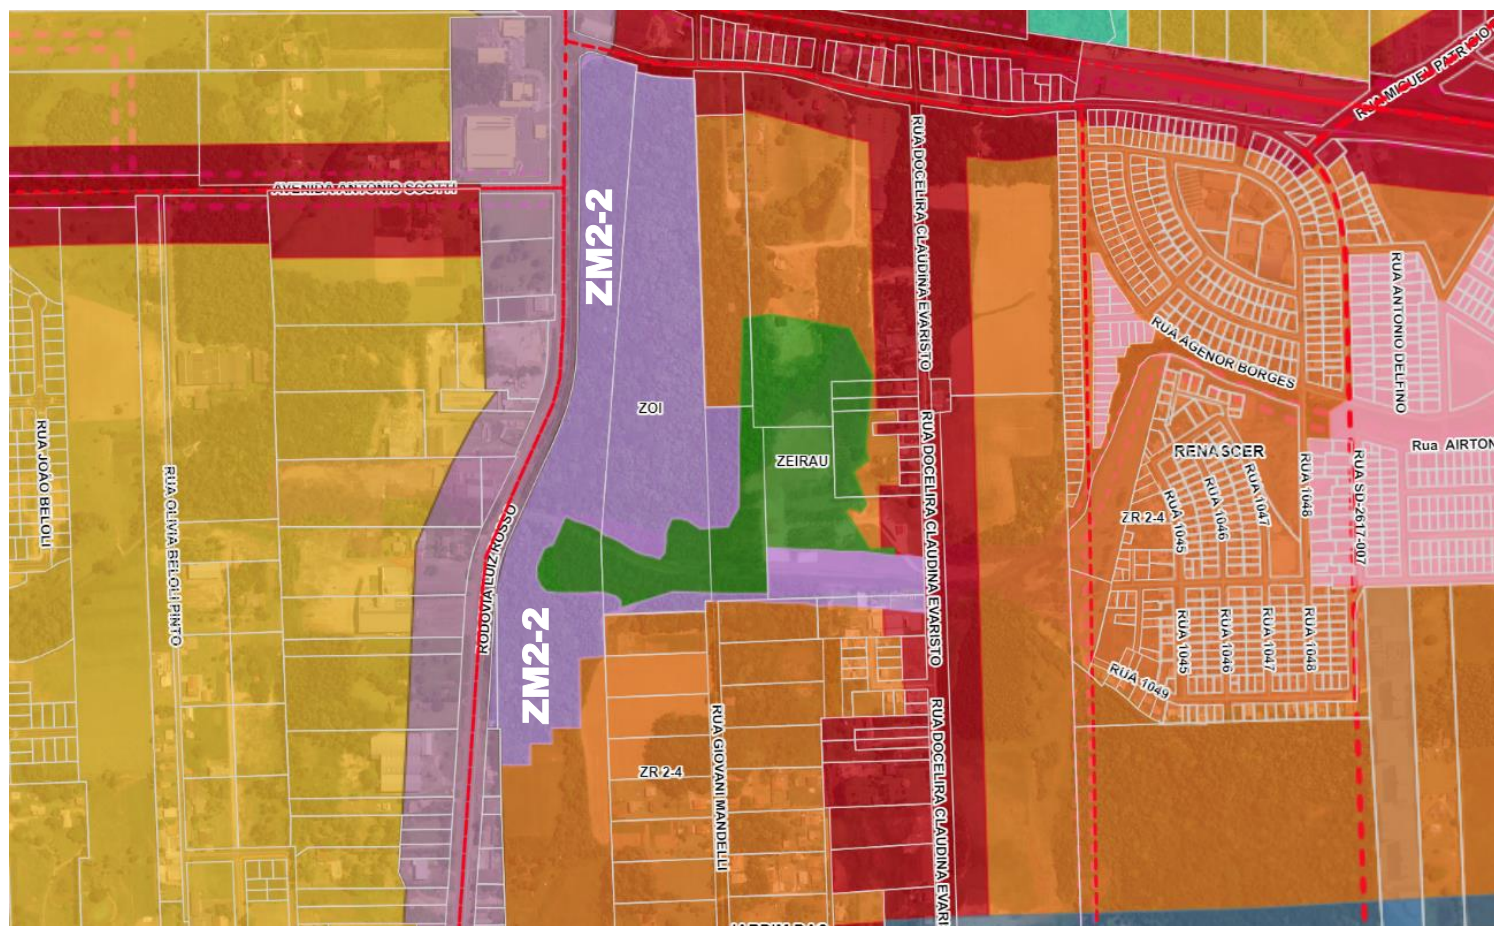 RUA MIGUEL PATRICIO
AVENIDA ANTONIO SCOTTI
ZM2-2
RUA DOCELIRA CLAUDINA EVARISTO
RUA ANTONIO DELFINO
RUA AGENOR BORGES
ZOI
RUA JOÃO BELOLI
RUA OLIVIA BELOLI PINTO
ZEIRAU
RUA DOCELIRA CLAUDINA EVARISTO
RENASCER
Rua AIRTON
RUA SD-2617-007
RUA 1048
RUA 1047
RUA 1046
RUA 1045
ZR 2-4
RODOVIA LUIZ ROSSO
ZM2-2
RUA 1045
RUA 1046
RUA 1047
RUA 1048
RUA 1049
RUA GIOVANI MANDELLI
ZR 2-4
RUA DOCELIRA CLAUDINA EVARI